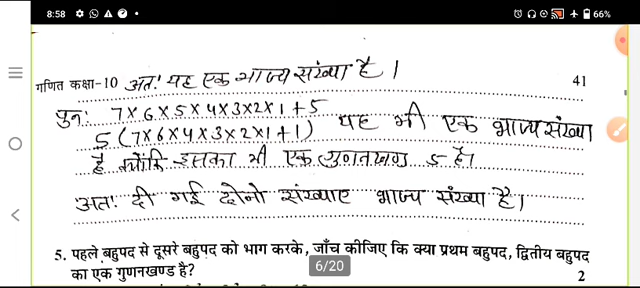 8:58 66%
गणित कक्षा-10 अतः यह एक भाज्य संख्या है। 41
पुनः 7×6×5×4×3×2×1+5
5(7×6×4×3×2×1+1) यह भी एक भाज्य संख्या
है क्योंकि इसका भी एक गुणनखण्ड 5 है।
अतः दी गई दोनो संख्याए भाज्य संख्या है।
5. पहले बहुपद से दूसरे बहुपद को भाग करके, जाँच कीजिए कि क्या प्रथम बहुपद, द्वितीय बहुपद
का एक गुणनखण्ड है? 2
6/20